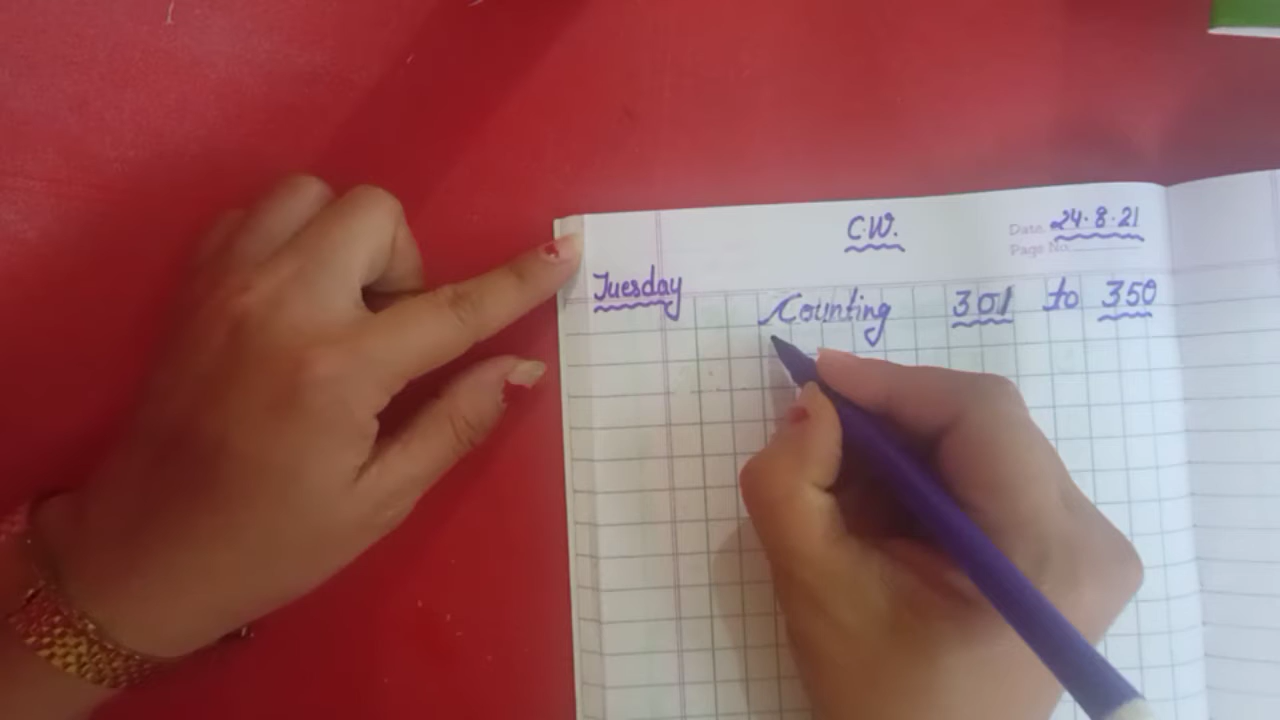 C.W.
Date 24.8.21
Page No.
Tuesday
Counting 301 to 350